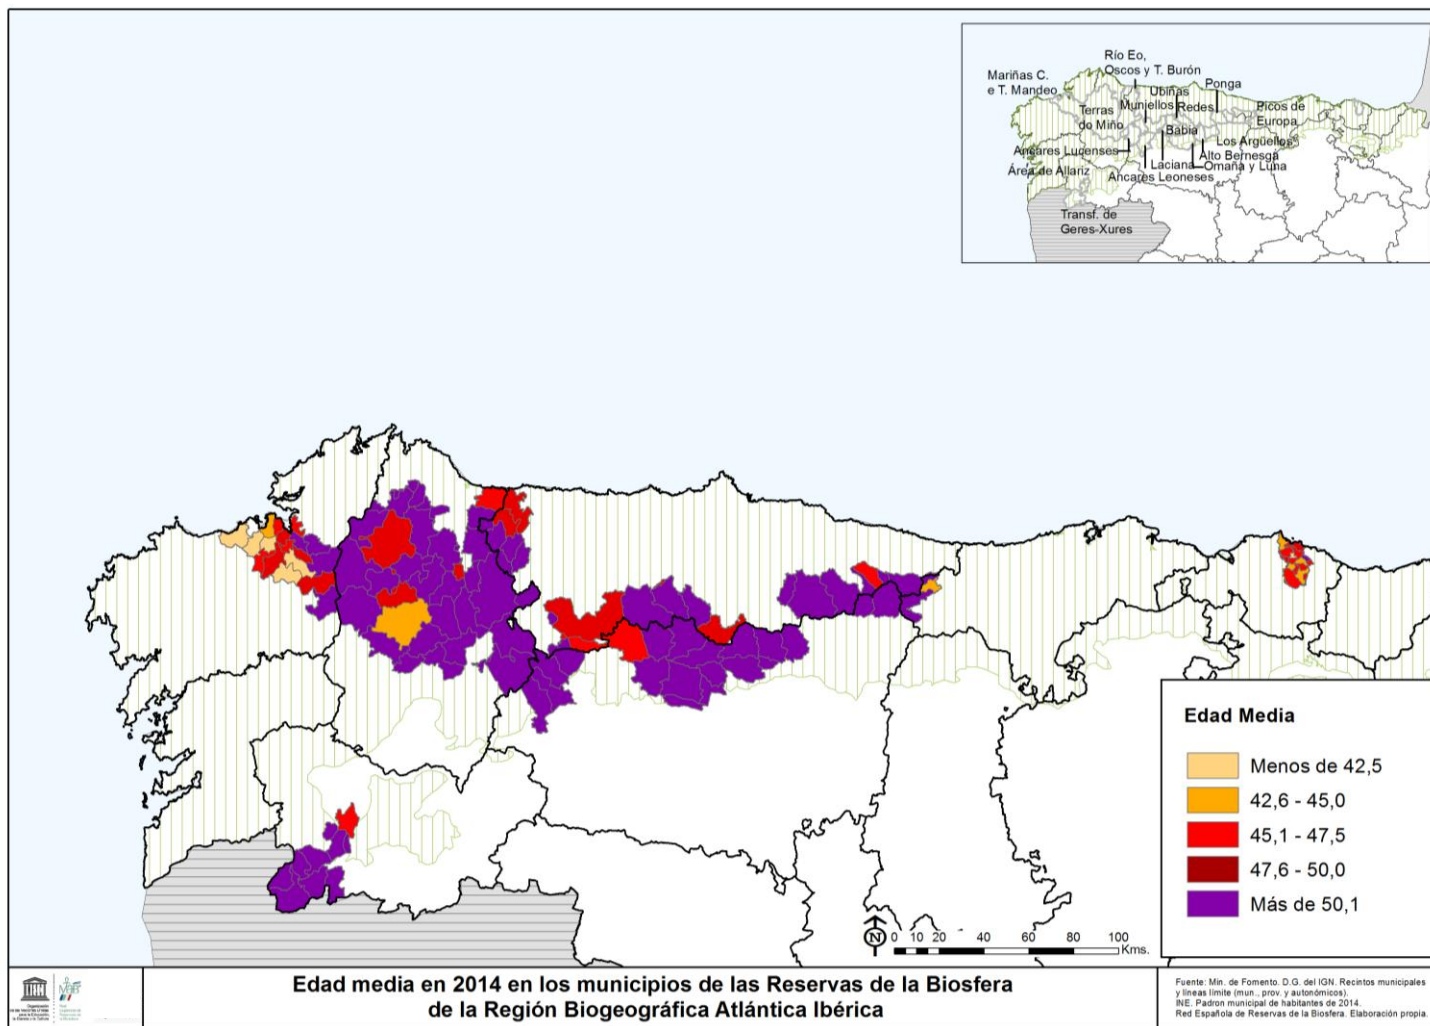 Río Eo,
Oscos y T. Burón
Mariñas C.
e T. Mandeo
Ubiñas
Ponga
Muniellos
Redes
Terras
do Miño
Picos de
Europa
Babia
Los Argüellos
Ancares Lucenses
Alto Bernesga
Laciana
Omaña y Luna
Área de Allariz
Ancares Leoneses
Transf. de
Geres-Xures
Edad Media
Menos de 42,5
42,6 - 45,0
45,1 - 47,5
47,6 - 50,0
Más de 50,1
N
0 10 20 40 60 80 100
Kms.
Edad media en 2014 en los municipios de las Reservas de la Biosfera
de la Región Biogeográfica Atlántica Ibérica
Fuente: Min. de Fomento. D.G. del IGN. Recintos municipales
y líneas límite (mun., prov. y autonómicos).
INE. Padron municipal de habitantes de 2014.
Red Española de Reservas de la Biosfera. Elaboración propia.